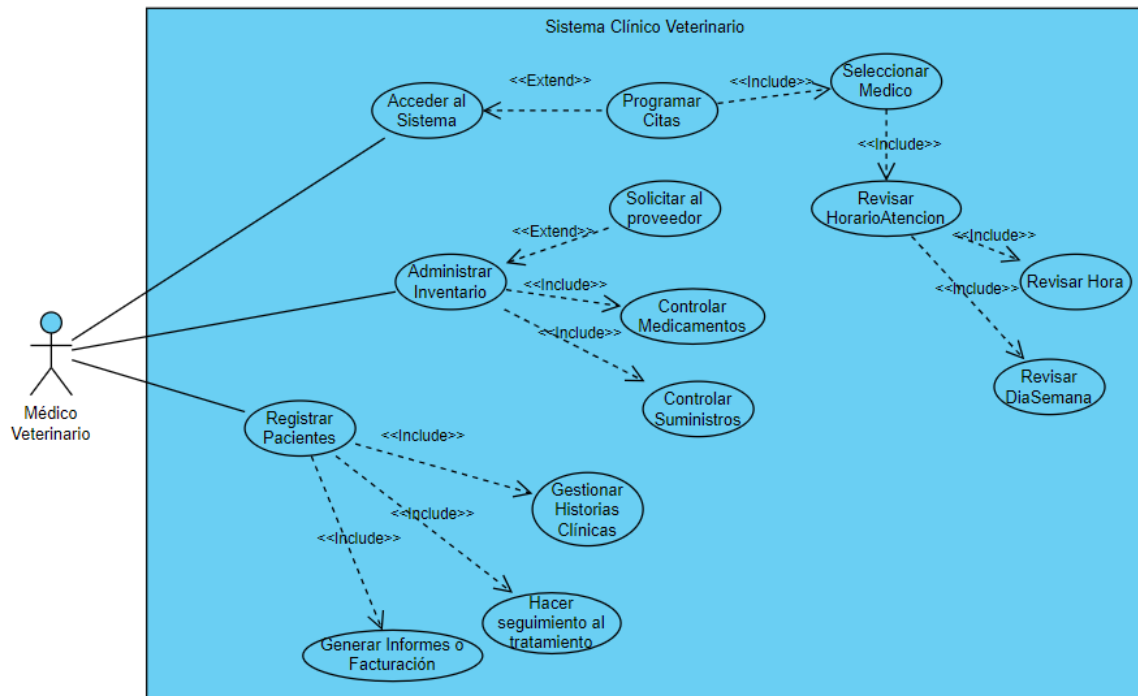 Sistema Clínico Veterinario
<<Extend>>
<<Include>>
Seleccionar
Medico
Acceder al
Sistema
Programar
Citas
<<Include>>
Solicitar al
proveedor
Revisar
HorarioAtencion
<<Extend>>
<<Include>>
Administrar
Inventario
<<Include>>
Revisar Hora
<<Include>>
Controlar
Medicamentos
<<Include>>
Revisar
DiaSemana
Controlar
Suministros
Médico
Veterinario
Registrar
Pacientes
<<Include>>
Gestionar
Historias
Clínicas
<<Include>>
<<Include>>
Hacer
seguimiento al
tratamiento
Generar Informes o
Facturación